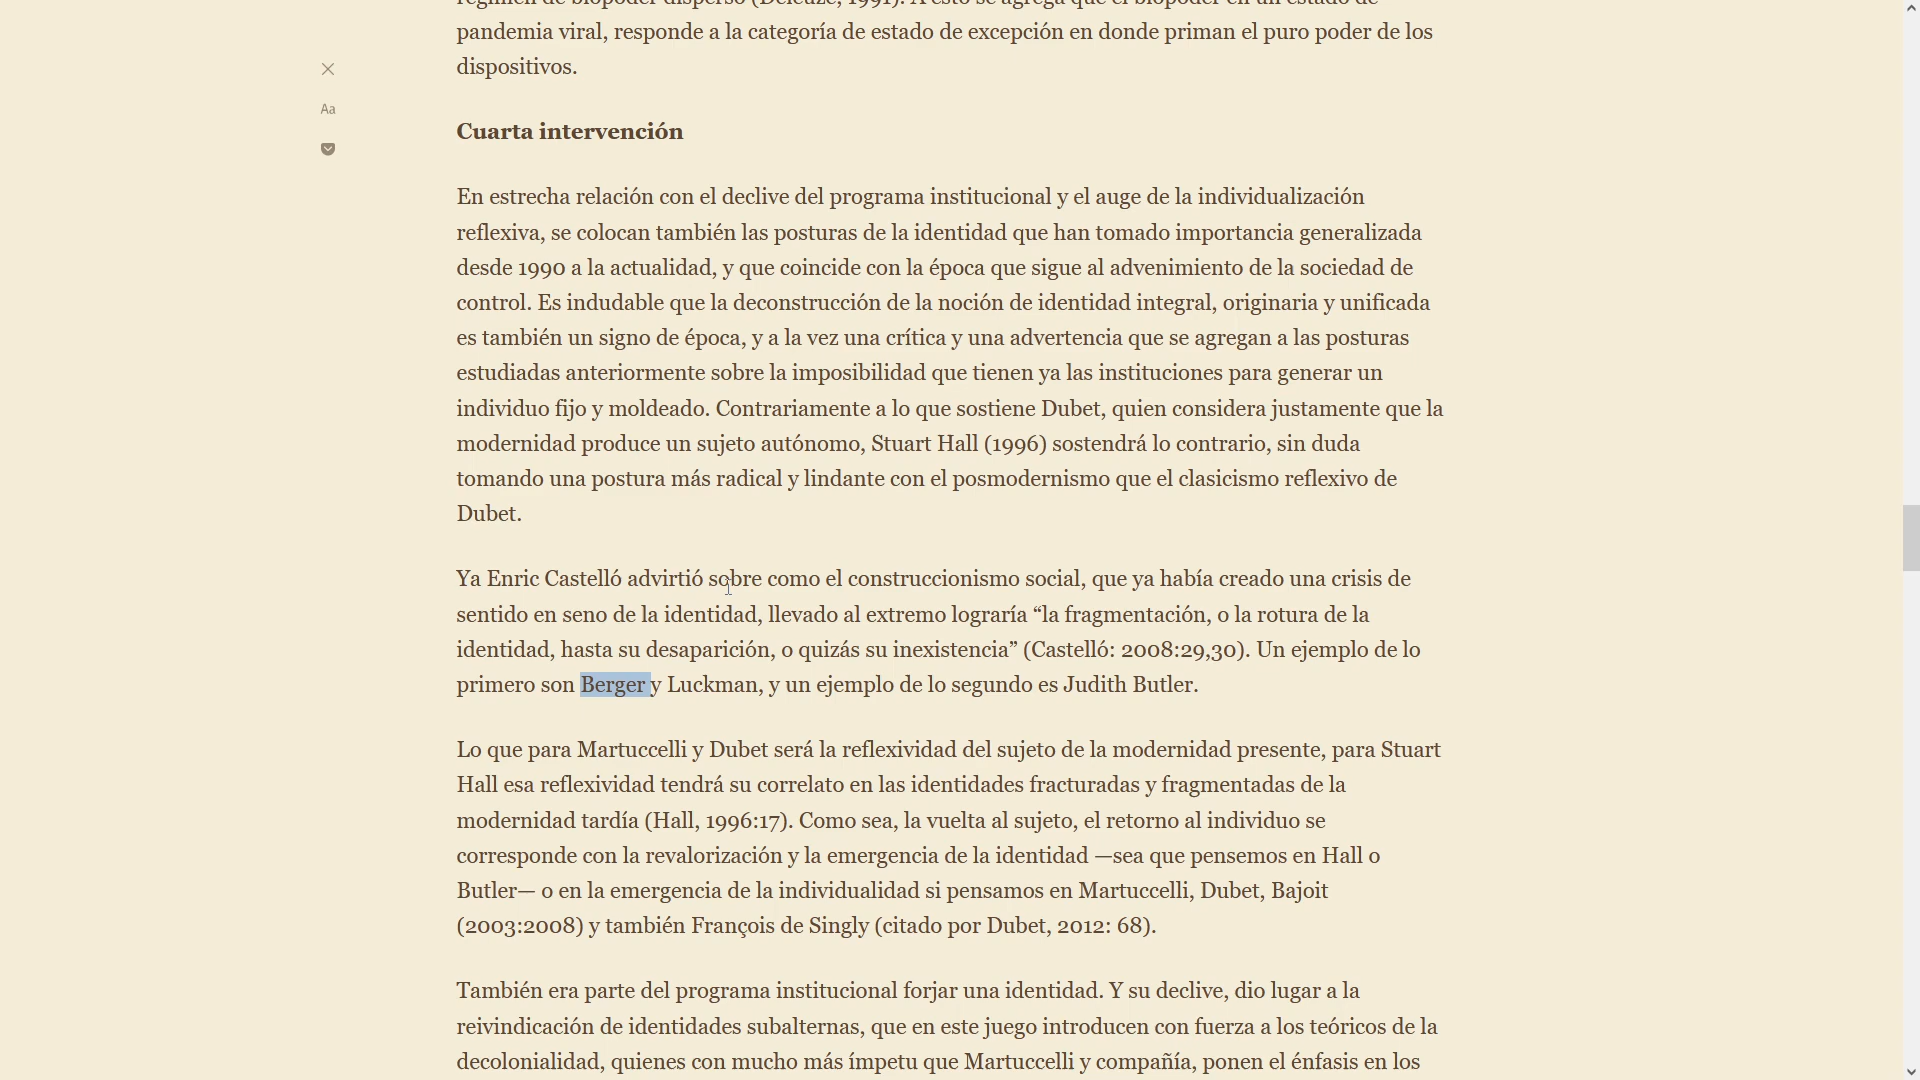 régimen de biopoder disperso (Deleuze, 1991). A esto se agrega que el biopoder en un estado de
pandemia viral, responde a la categoría de estado de excepción en donde priman el puro poder de los
dispositivos.
Aa
Cuarta intervención
En estrecha relación con el declive del programa institucional y el auge de la individualización
reflexiva, se colocan también las posturas de la identidad que han tomado importancia generalizada
desde 1990 a la actualidad, y que coincide con la época que sigue al advenimiento de la sociedad de
control. Es indudable que la deconstrucción de la noción de identidad integral, originaria y unificada
es también un signo de época, y a la vez una crítica y una advertencia que se agregan a las posturas
estudiadas anteriormente sobre la imposibilidad que tienen ya las instituciones para generar un
individuo fijo y moldeado. Contrariamente a lo que sostiene Dubet, quien considera justamente que la
modernidad produce un sujeto autónomo, Stuart Hall (1996) sostendrá lo contrario, sin duda
tomando una postura más radical y lindante con el posmodernismo que el clasicismo reflexivo de
Dubet.
Ya Enric Castelló advirtió sobre como el construccionismo social, que ya había creado una crisis de
sentido en seno de la identidad, llevado al extremo lograría “la fragmentación, o la rotura de la
identidad, hasta su desaparición, o quizás su inexistencia” (Castelló: 2008:29,30). Un ejemplo de lo
primero son Berger y Luckman, y un ejemplo de lo segundo es Judith Butler.
Lo que para Martuccelli y Dubet será la reflexividad del sujeto de la modernidad presente, para Stuart
Hall esa reflexividad tendrá su correlato en las identidades fracturadas y fragmentadas de la
modernidad tardía (Hall, 1996:17). Como sea, la vuelta al sujeto, el retorno al individuo se
corresponde con la revalorización y la emergencia de la identidad —sea que pensemos en Hall o
Butler— o en la emergencia de la individualidad si pensamos en Martuccelli, Dubet, Bajoit
(2003:2008) y también François de Singly (citado por Dubet, 2012: 68).
También era parte del programa institucional forjar una identidad. Y su declive, dio lugar a la
reivindicación de identidades subalternas, que en este juego introducen con fuerza a los teóricos de la
decolonialidad, quienes con mucho más ímpetu que Martuccelli y compañía, ponen el énfasis en los